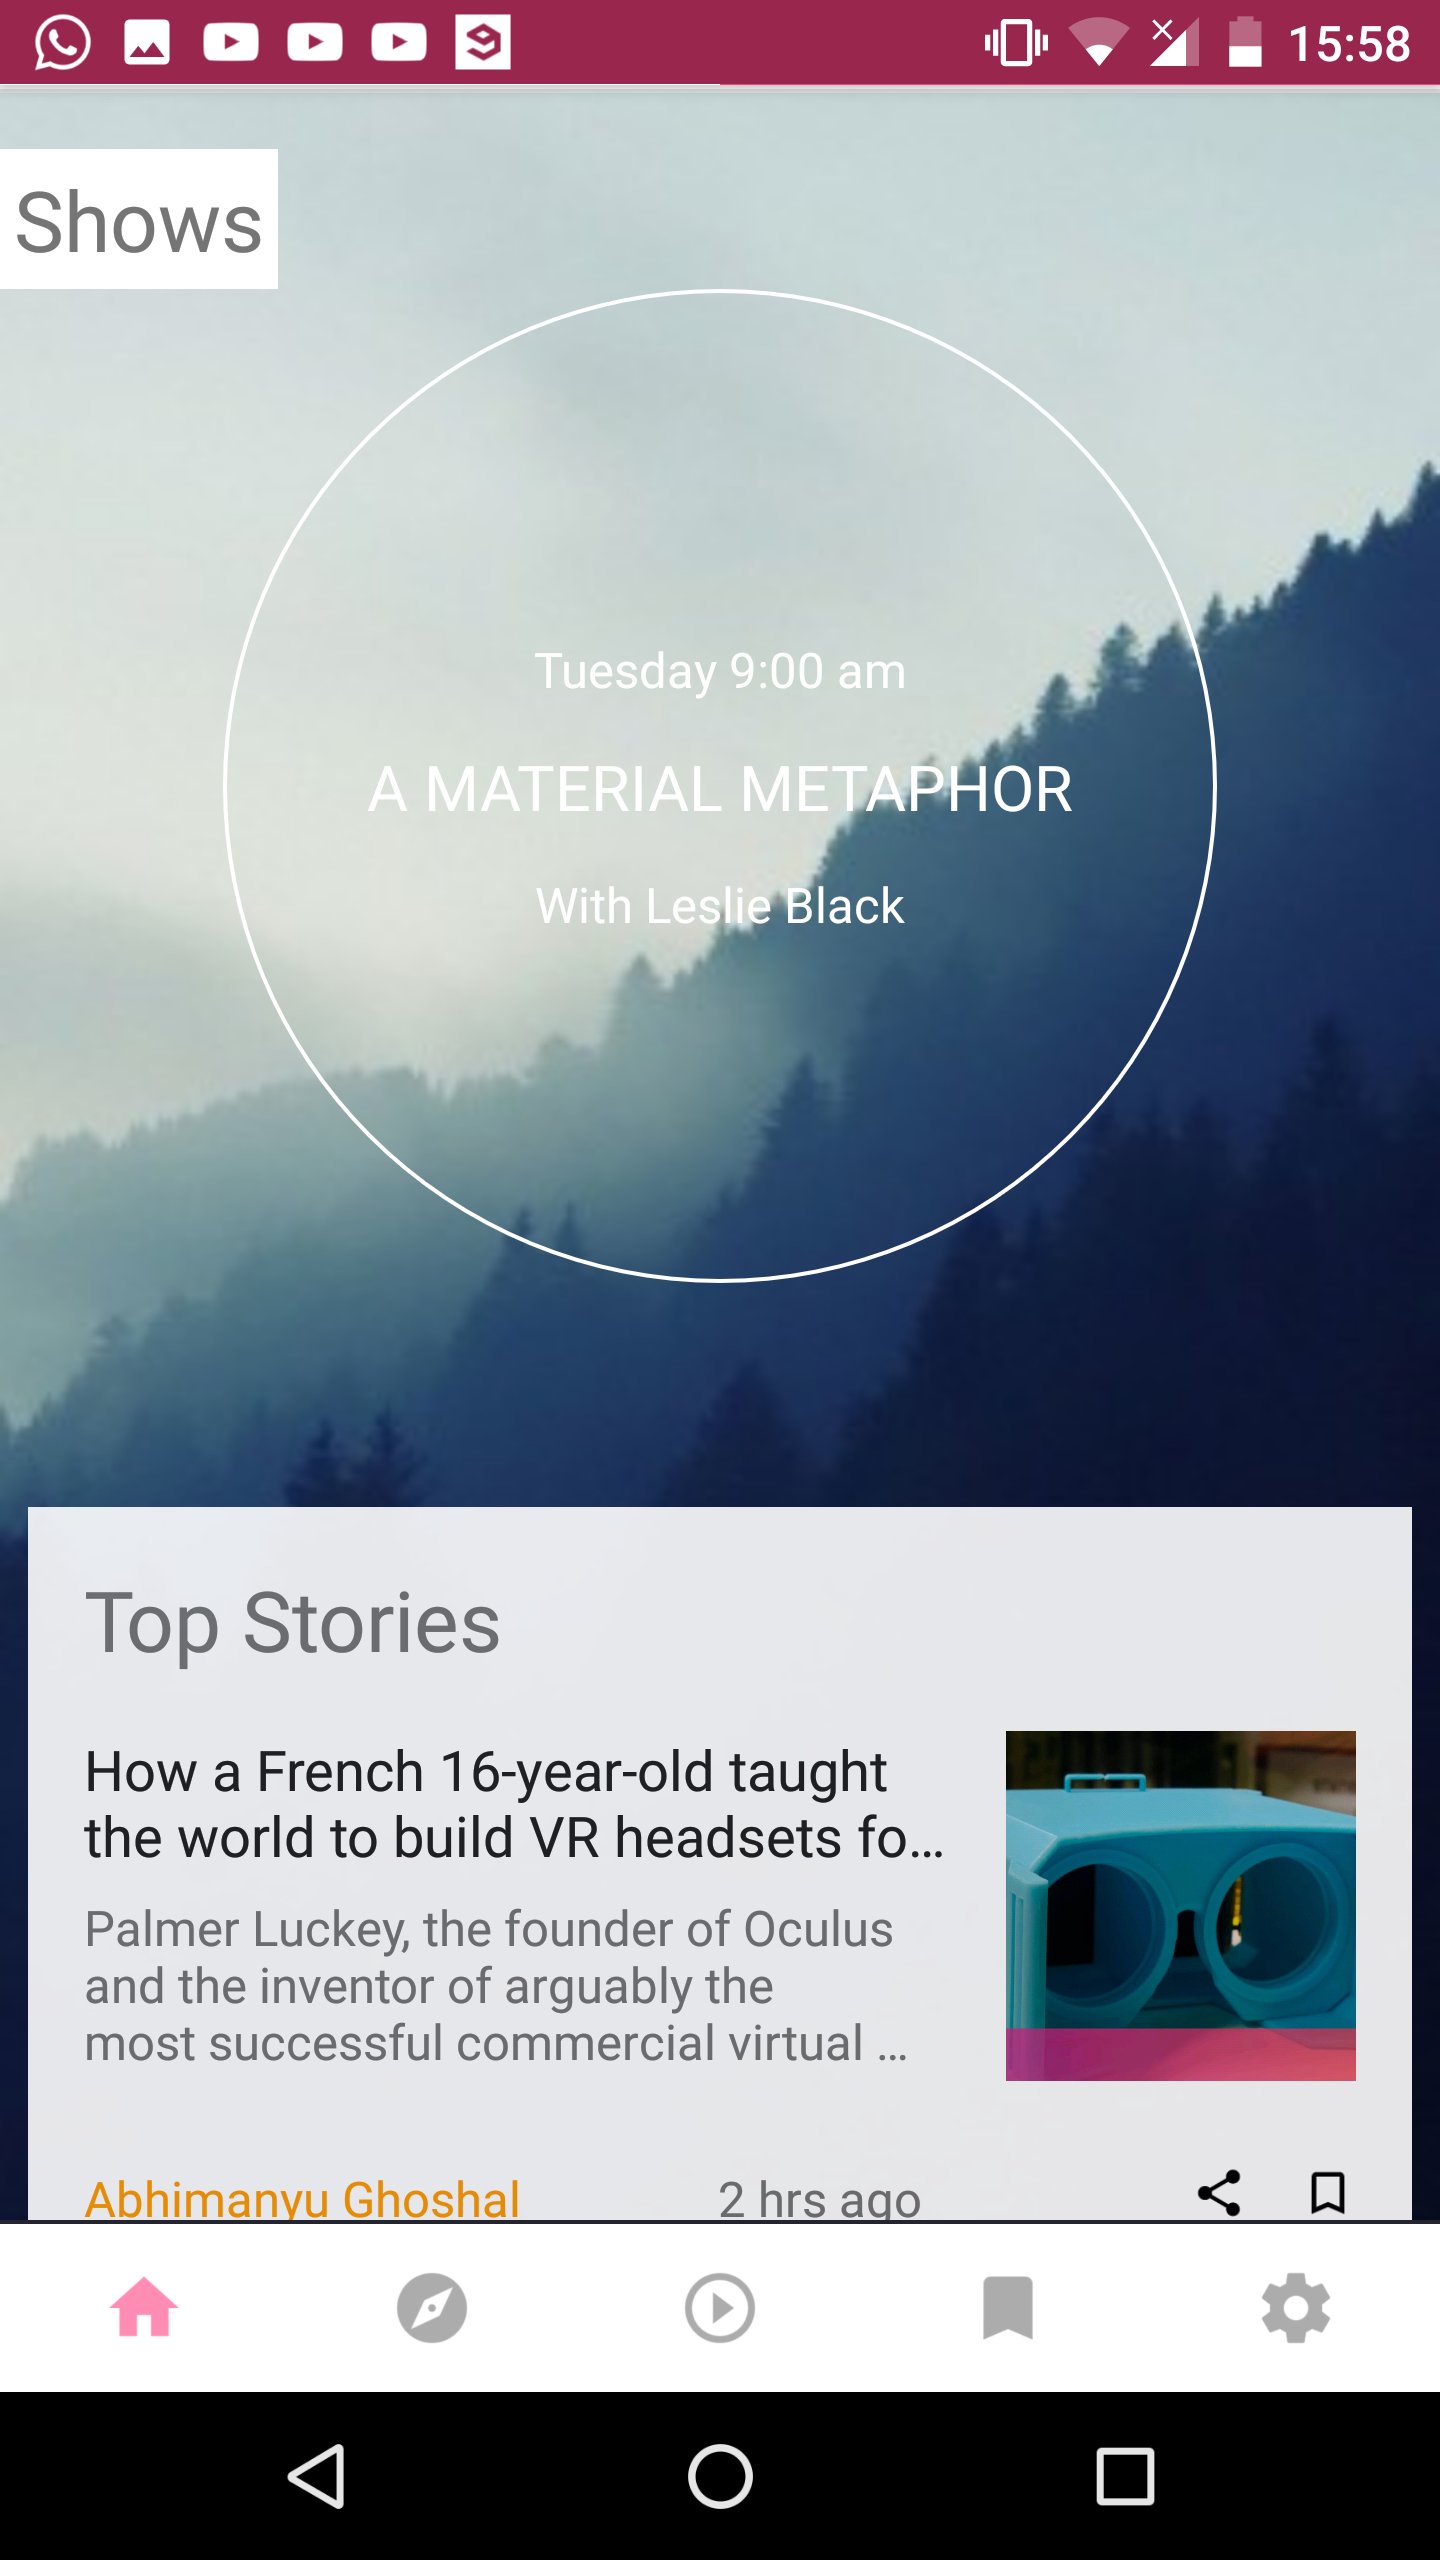 15:58
Shows
Tuesday 9:00 am
A MATERIAL METAPHOR
With Leslie Black
Top Stories
How a French 16-year-old taught
the world to build VR headsets fo...
Palmer Luckey, the founder of Oculus
and the inventor of arguably the
most successful commercial virtual ...
Abhimanyu Ghoshal 2 hrs ago